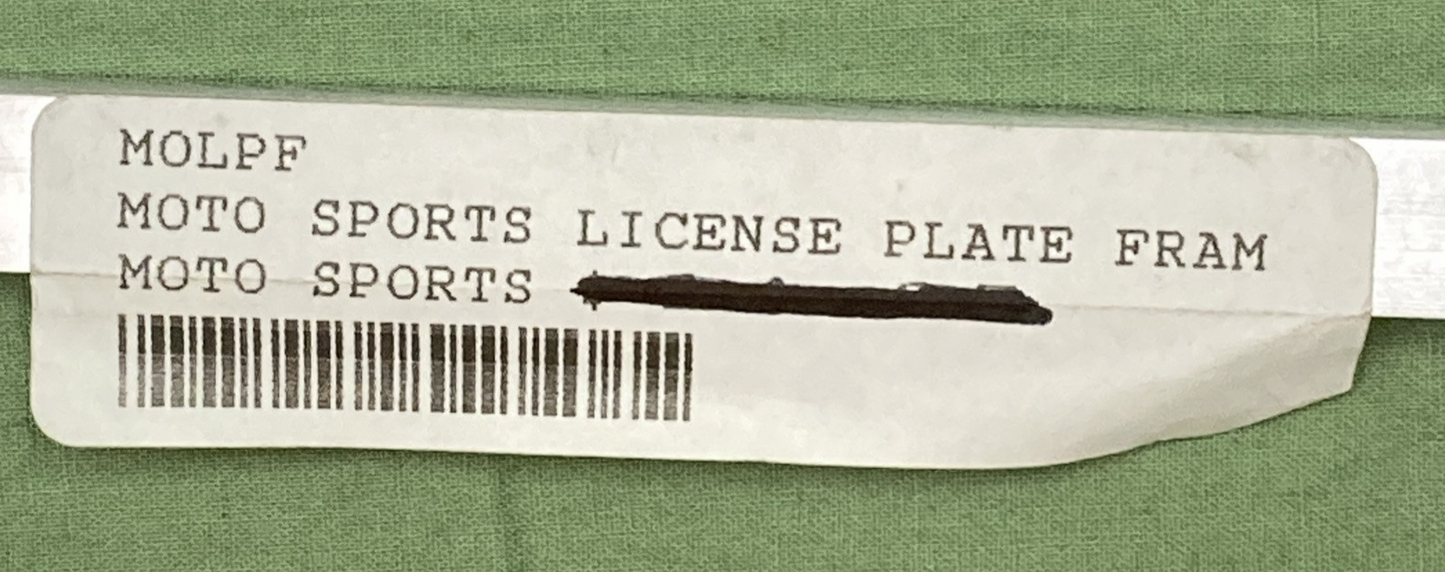 MOLPF
MOTO SPORTS LICENSE PLATE FRAM
MOTO SPORTS